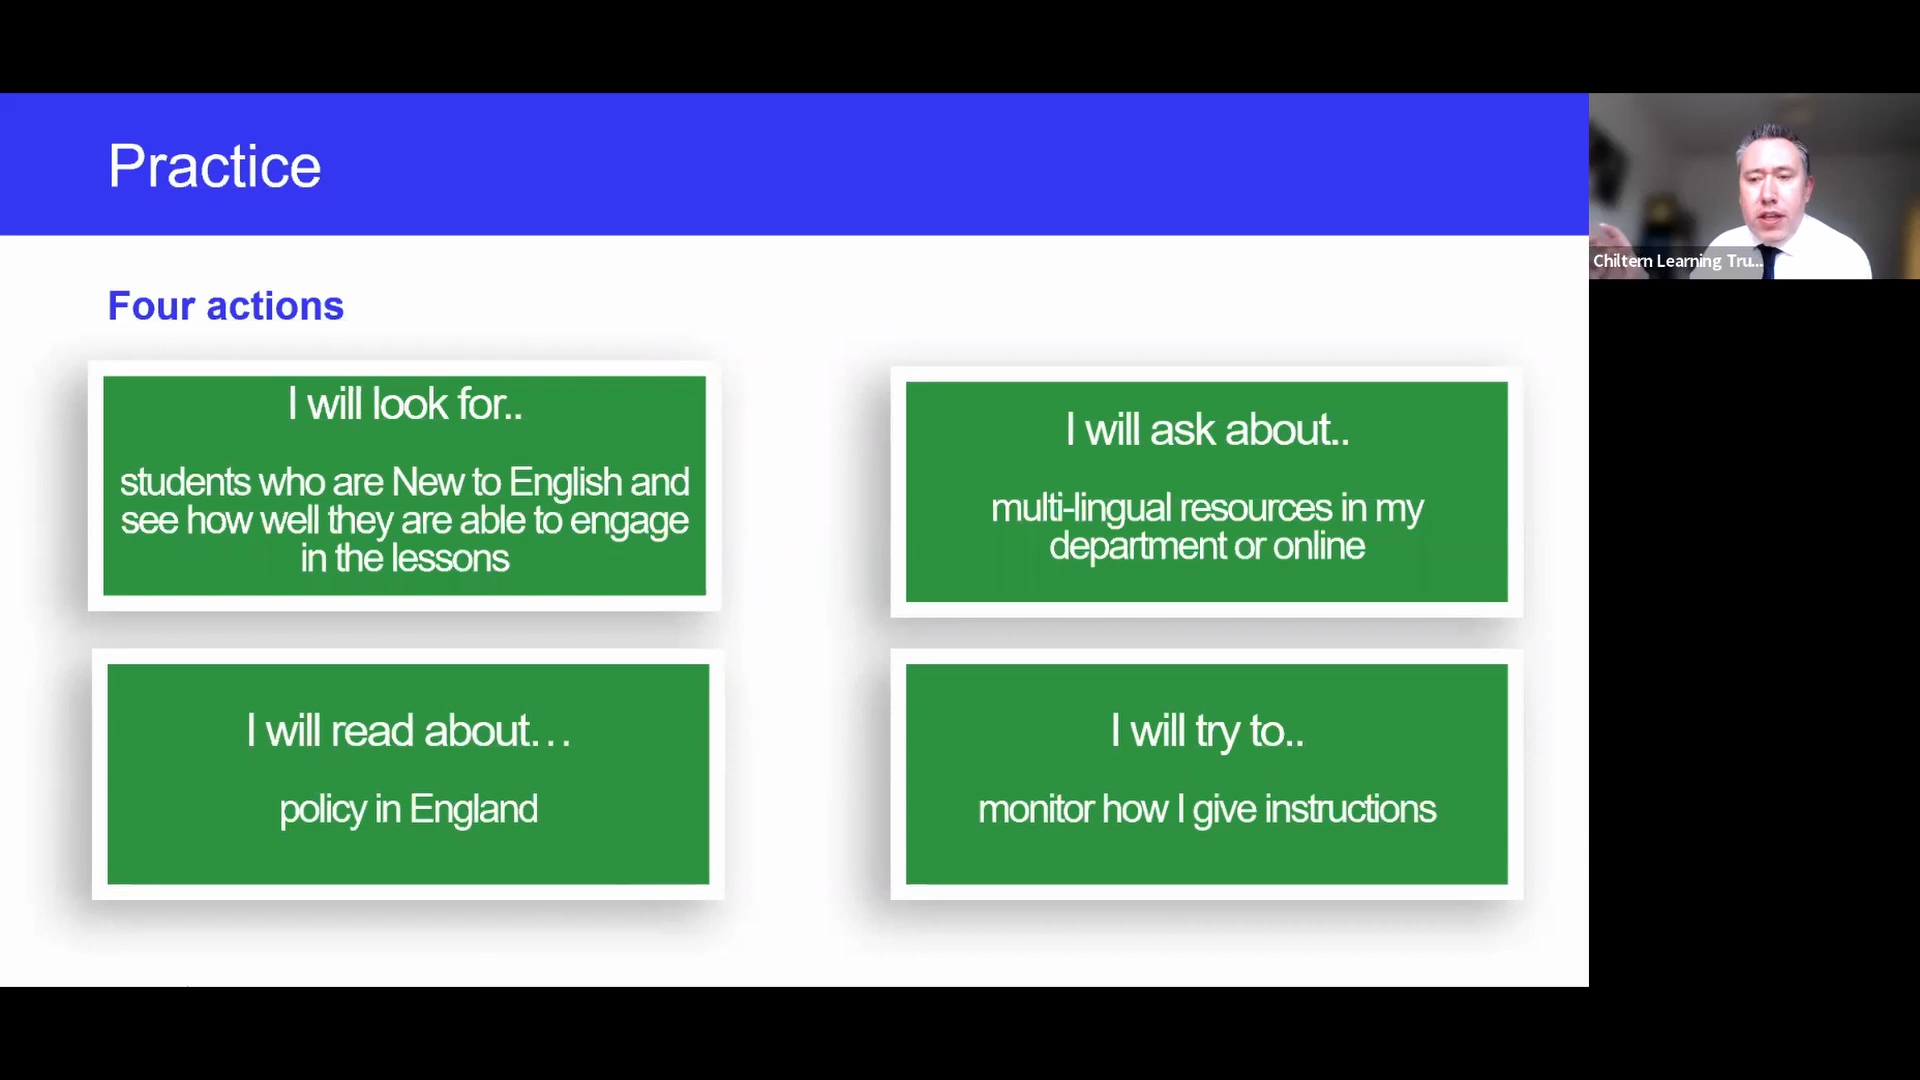 Practice
Four actions
I will look for..
students who are New to English and
see how well they are able to engage
in the lessons
I will ask about..
multi-lingual resources in my
department or online
I will read about…
policy in England
I will try to..
monitor how I give instructions
Chiltern Learning Tru...